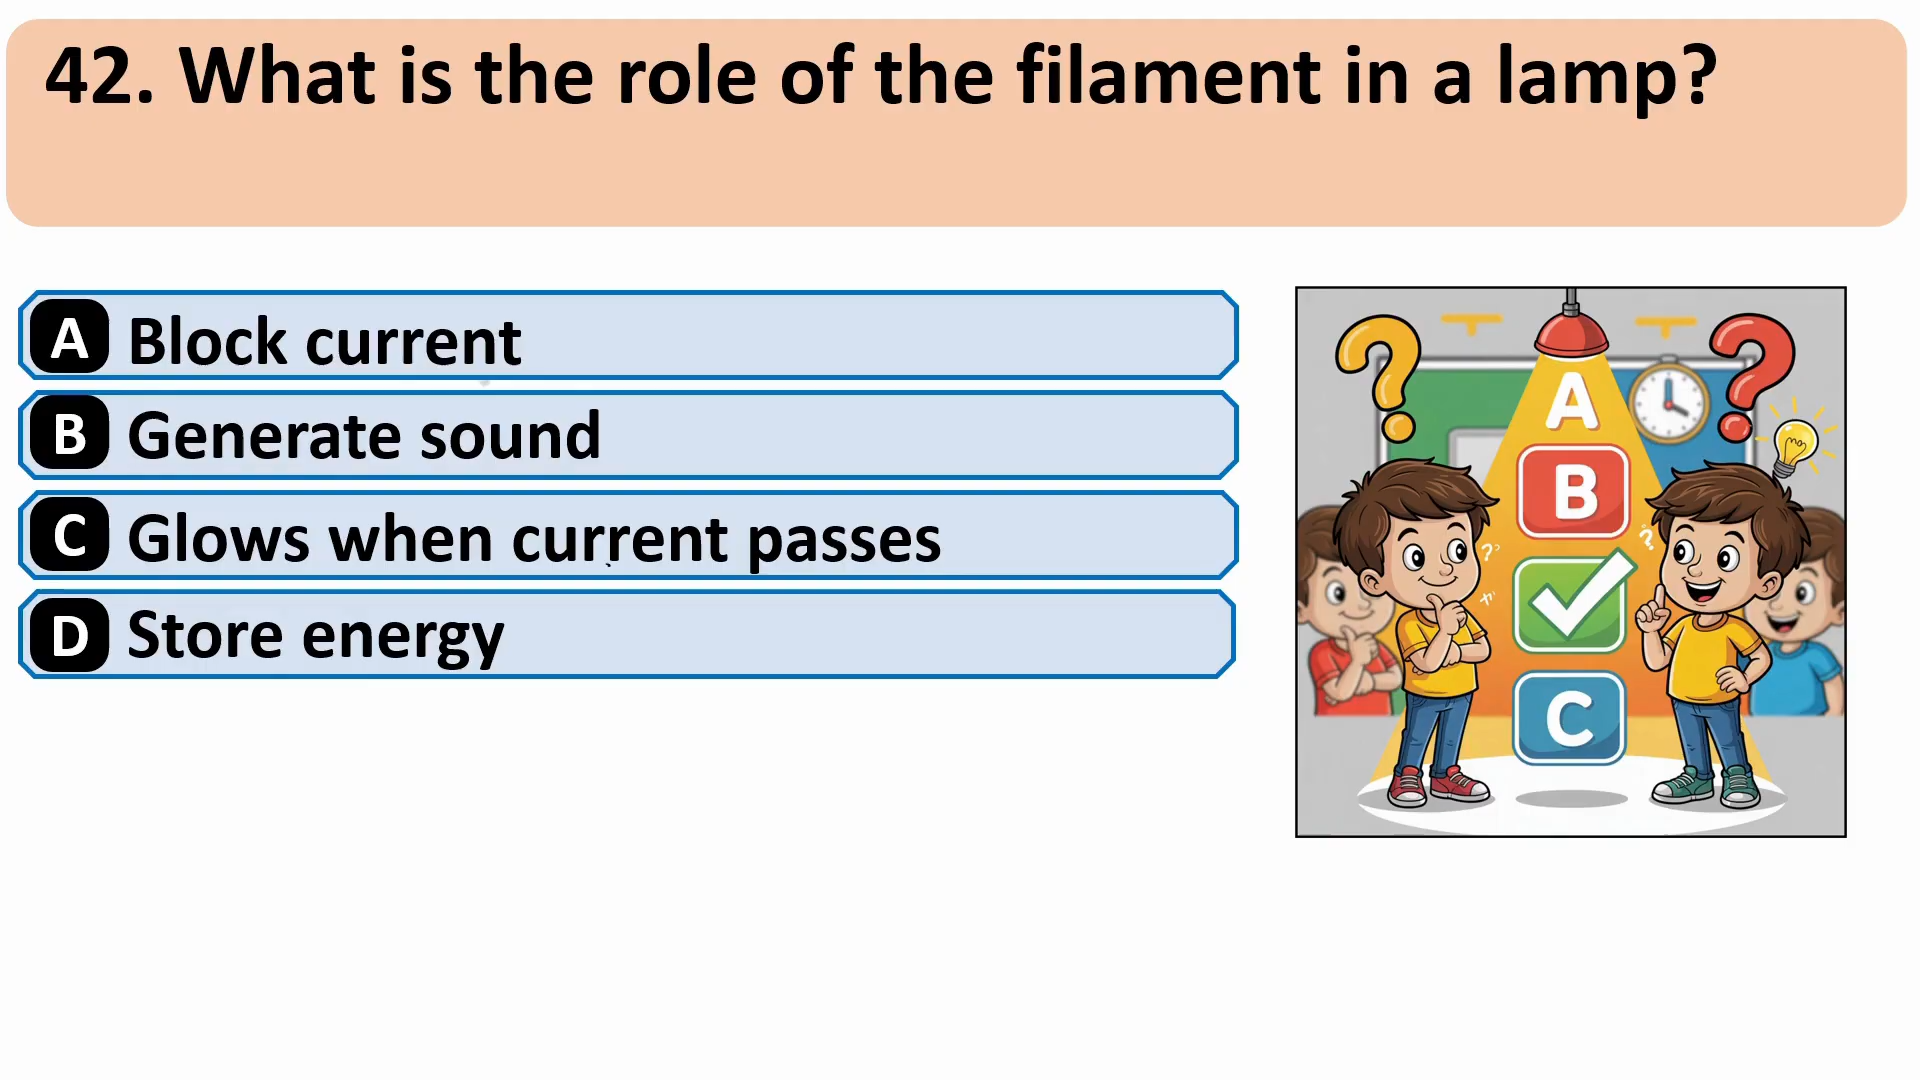 42. What is the role of the filament in a lamp?
A Block current
B Generate sound
C Glows when current passes
D Store energy
? ?
A
B
C